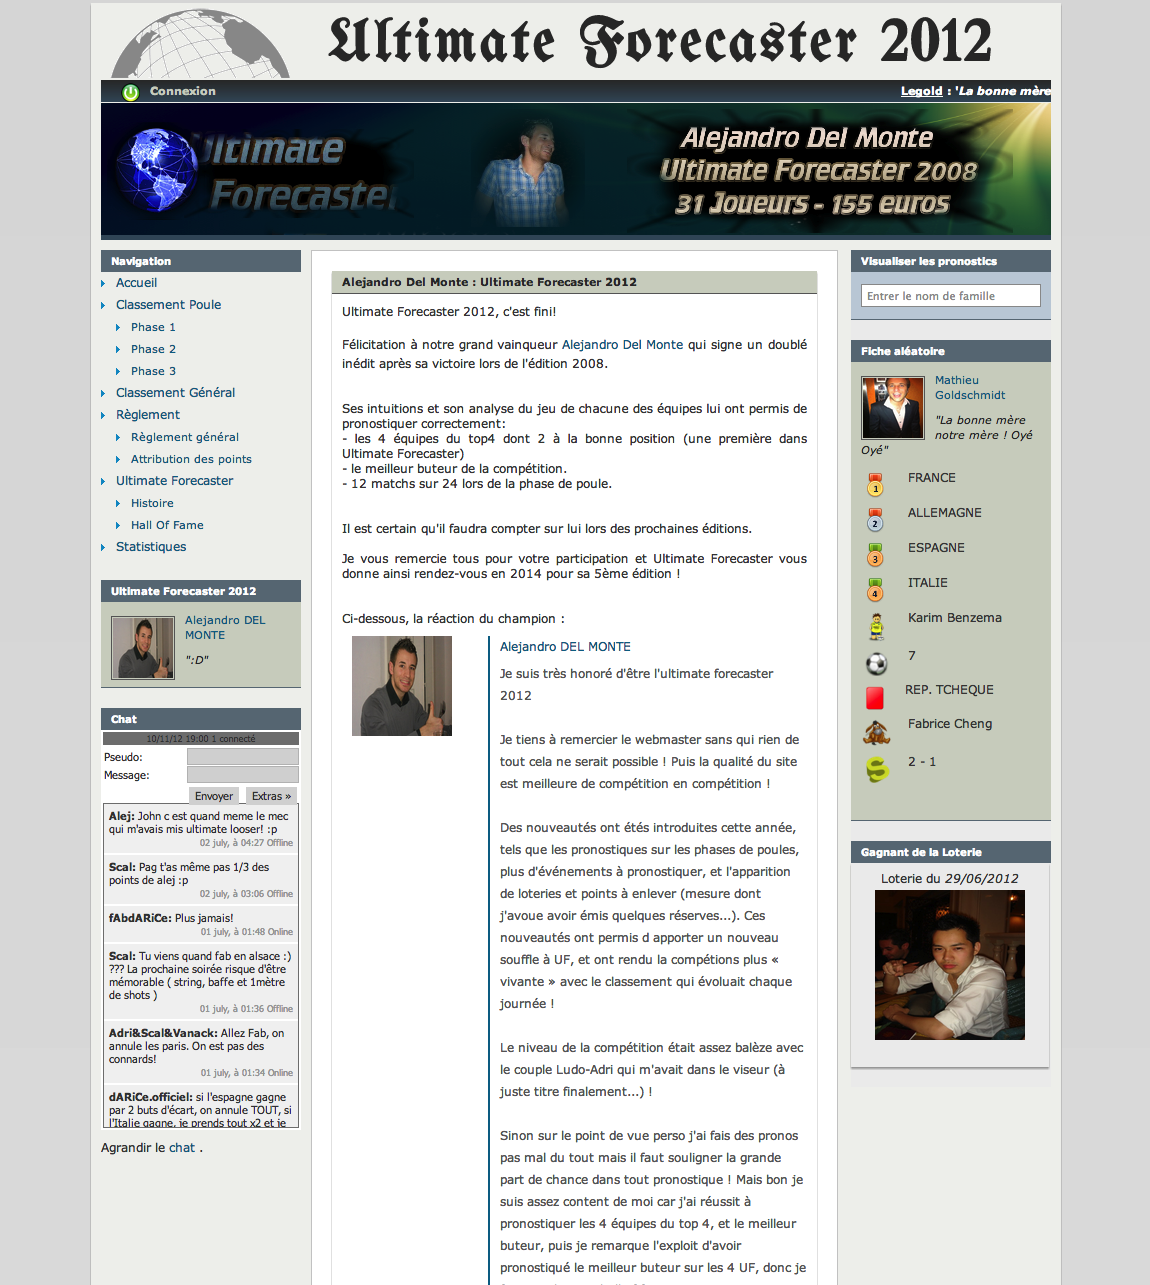 Ultimate Forecaster 2012
Connexion
Legold : 'La bonne mère
Ultimate
Forecaster
Alejandro Del Monte
Ultimate Forecaster 2008
31 Joueurs - 155 euros
Navigation
Accueil
Classement Poule
Phase 1
Phase 2
Phase 3
Classement Général
Règlement
Règlement général
Attribution des points
Ultimate Forecaster
Histoire
Hall Of Fame
Statistiques
Ultimate Forecaster 2012
Alejandro DEL
MONTE
":D"
Chat
10/11/12 19:00 1 connecté
Pseudo:
Message:
Envoyer
Extras »
Alej: John c est quand meme le mec
qui m'avais mis ultimate looser! :p
02 july, à 04:27 Offline
Scal: Pag t'as même pas 1/3 des
points de alej :p
02 july, à 03:06 Offline
fAbdARiCe: Plus jamais!
01 july, à 01:48 Online
Scal: Tu viens quand fab en alsace :)
??? La prochaine soirée risque d'être
mémorable ( string, baffe et 1mètre
de shots )
01 july, à 01:36 Offline
Adri&Scal&Vanack: Allez Fab, on
annule les paris. On est pas des
connards!
01 july, à 01:34 Online
dARiCe.officiel: si l'espagne gagne
par 2 buts d'écart, on annule TOUT, si
l'Italie gagne, je prends tout x2 et je
Agrandir le chat .
Alejandro Del Monte : Ultimate Forecaster 2012
Ultimate Forecaster 2012, c'est fini!
Félicitation à notre grand vainqueur Alejandro Del Monte qui signe un doublé
inédit après sa victoire lors de l'édition 2008.
Ses intuitions et son analyse du jeu de chacune des équipes lui ont permis de
pronostiquer correctement:
- les 4 équipes du top4 dont 2 à la bonne position (une première dans
Ultimate Forecaster)
- le meilleur buteur de la compétition.
- 12 matchs sur 24 lors de la phase de poule.
Il est certain qu'il faudra compter sur lui lors des prochaines éditions.
Je vous remercie tous pour votre participation et Ultimate Forecaster vous
donne ainsi rendez-vous en 2014 pour sa 5ème édition !
Ci-dessous, la réaction du champion :
Alejandro DEL MONTE
Je suis très honoré d'être l'ultimate forecaster
2012
Je tiens à remercier le webmaster sans qui rien de
tout cela ne serait possible ! Puis la qualité du site
est meilleure de compétition en compétition !
Des nouveautés ont étés introduites cette année,
tels que les pronostiques sur les phases de poules,
plus d'événements à pronostiquer, et l'apparition
de loteries et points à enlever (mesure dont
j'avoue avoir émis quelques réserves...). Ces
nouveautés ont permis d apporter un nouveau
souffle à UF, et ont rendu la compétions plus «
vivante » avec le classement qui évoluait chaque
journée !
Le niveau de la compétition était assez balèze avec
le couple Ludo-Adri qui m'avait dans le viseur (à
juste titre finalement...) !
Sinon sur le point de vue perso j'ai fais des pronos
pas mal du tout mais il faut souligner la grande
part de chance dans tout pronostique ! Mais bon je
suis assez content de moi car j'ai réussit à
pronostiquer les 4 équipes du top 4, et le meilleur
buteur, puis je remarque l'exploit d'avoir
pronostiqué le meilleur buteur sur les 4 UF, donc je
Visualiser les pronostics
Entrer le nom de famille
Fiche aléatoire
Mathieu
Goldschmidt
"La bonne mère
notre mère ! Oyé
Oyé"
1 FRANCE
2 ALLEMAGNE
3 ESPAGNE
4 ITALIE
Karim Benzema
7
REP. TCHEQUE
Fabrice Cheng
2 - 1
Gagnant de la Loterie
Loterie du 29/06/2012